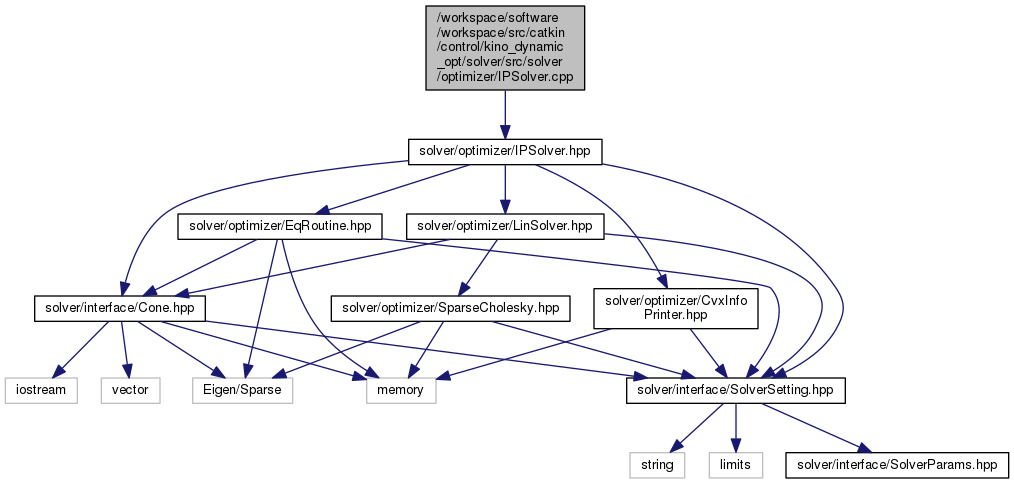 /workspace/software
/workspace/src/catkin
/control/kino_dynamic
_opt/solver/src/solver
/optimizer/IPSolver.cpp
solver/optimizer/IPSolver.hpp
solver/optimizer/EqRoutine.hpp
solver/optimizer/LinSolver.hpp
solver/interface/Cone.hpp
solver/optimizer/SparseCholesky.hpp
solver/optimizer/CvxInfo
Printer.hpp
iostream
vector
Eigen/Sparse
memory
solver/interface/SolverSetting.hpp
string
limits
solver/interface/SolverParams.hpp